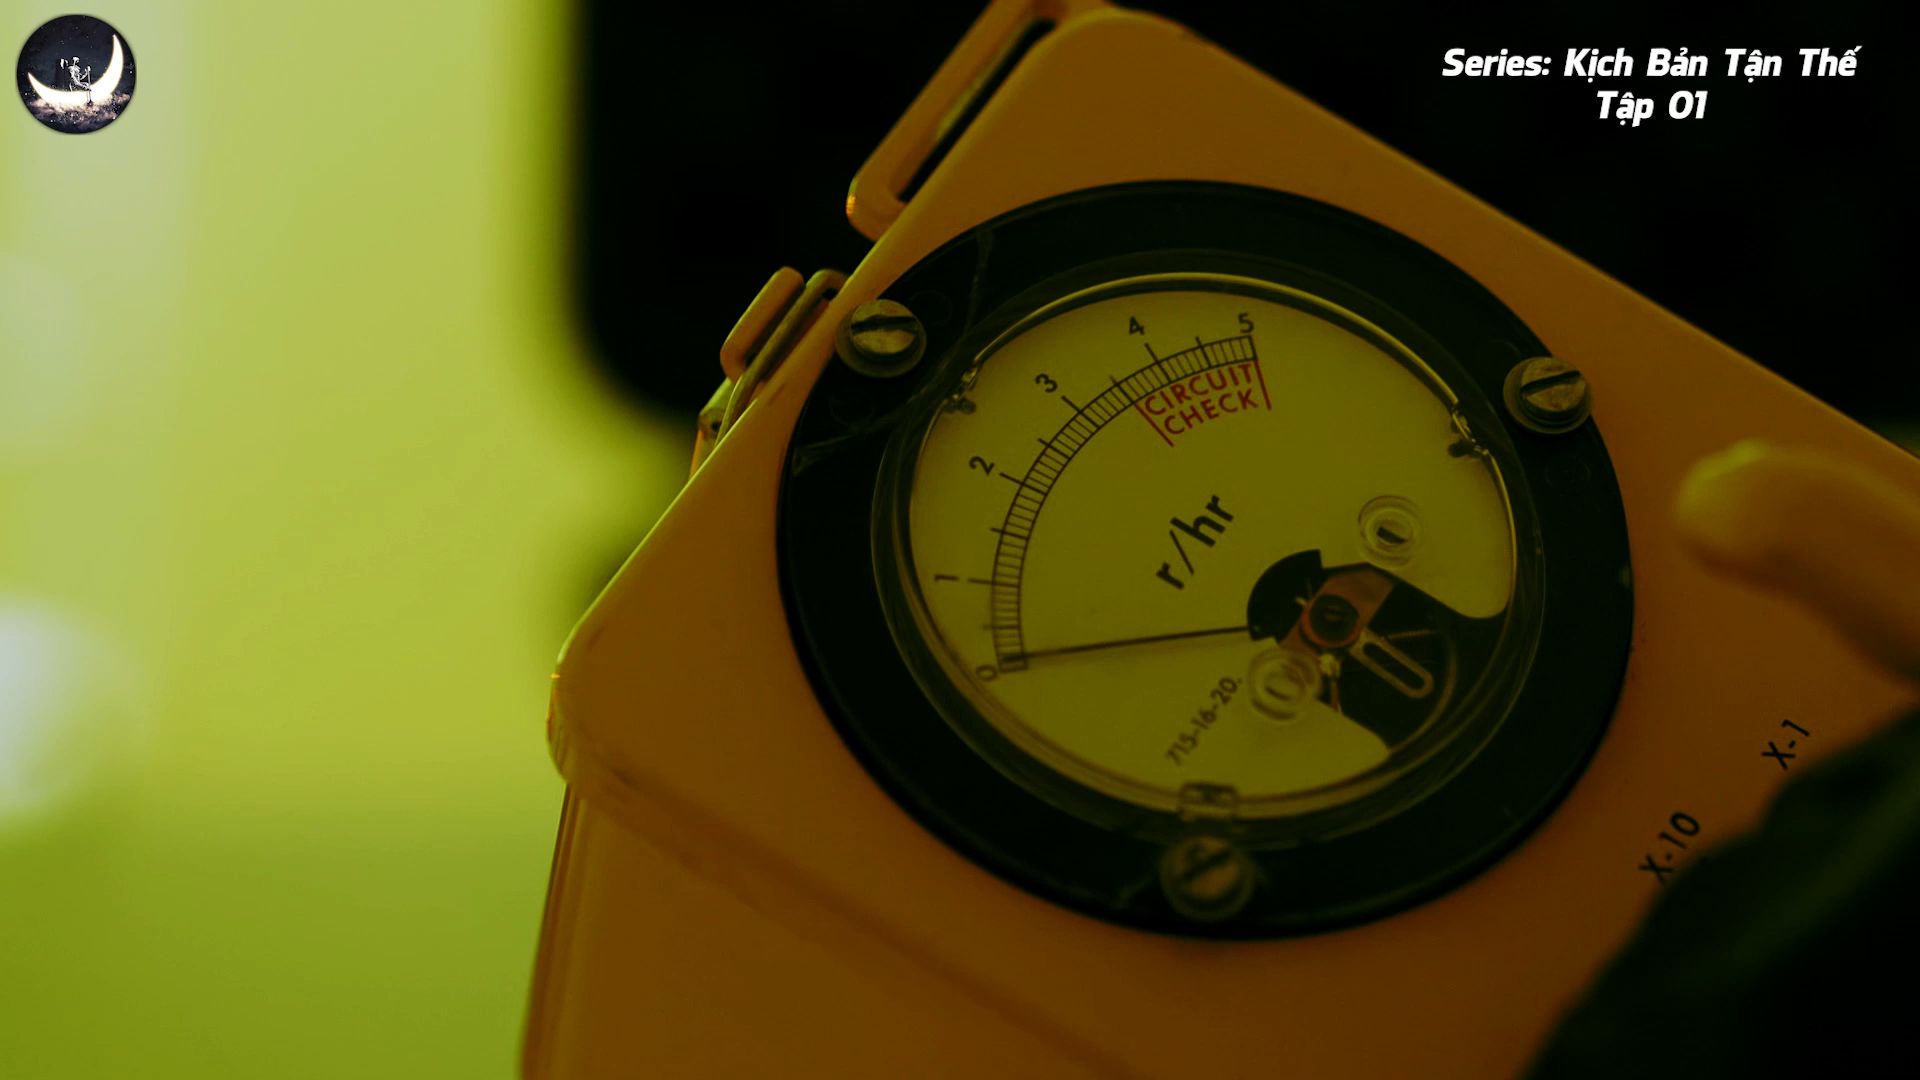 Series: Kịch Bản Tận Thế
Tập 01
0
1
2
3
4
5
CIRCUIT
CHECK
r/hr
715-16-20.
X-1
X-10